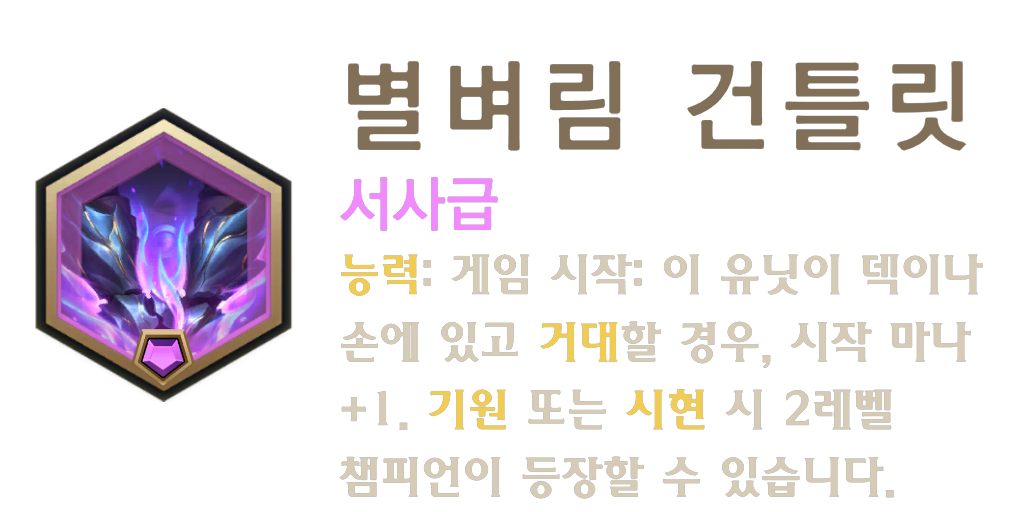 별벼림 건틀릿
서사급
능력: 게임 시작: 이 유닛이 덱이나
손에 있고 거대할 경우, 시작 마나
+1. 기원 또는 시현 시 2레벨
챔피언이 등장할 수 있습니다.